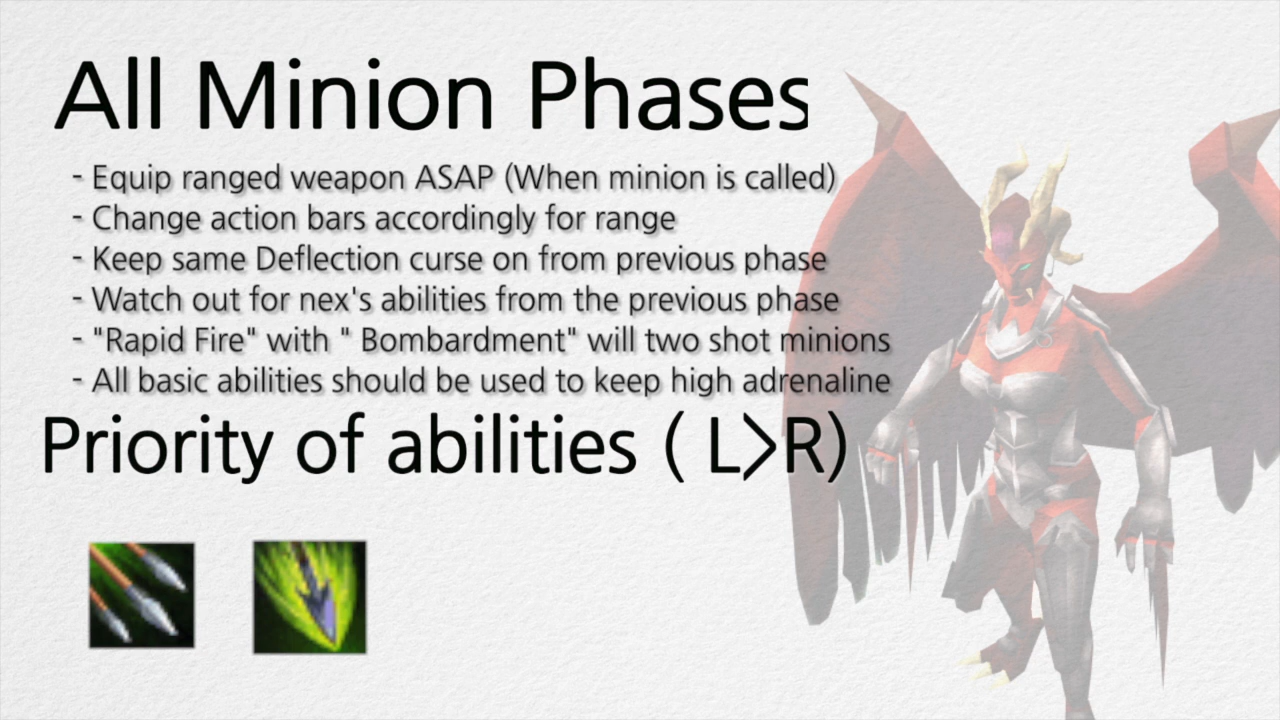 All Minion Phases
- Equip ranged weapon ASAP (When minion is called)
- Change action bars accordingly for range
- Keep same Deflection curse on from previous phase
- Watch out for nex's abilities from the previous phase
- "Rapid Fire" with " Bombardment" will two shot minions
- All basic abilities should be used to keep high adrenaline
Priority of abilities ( L>R)